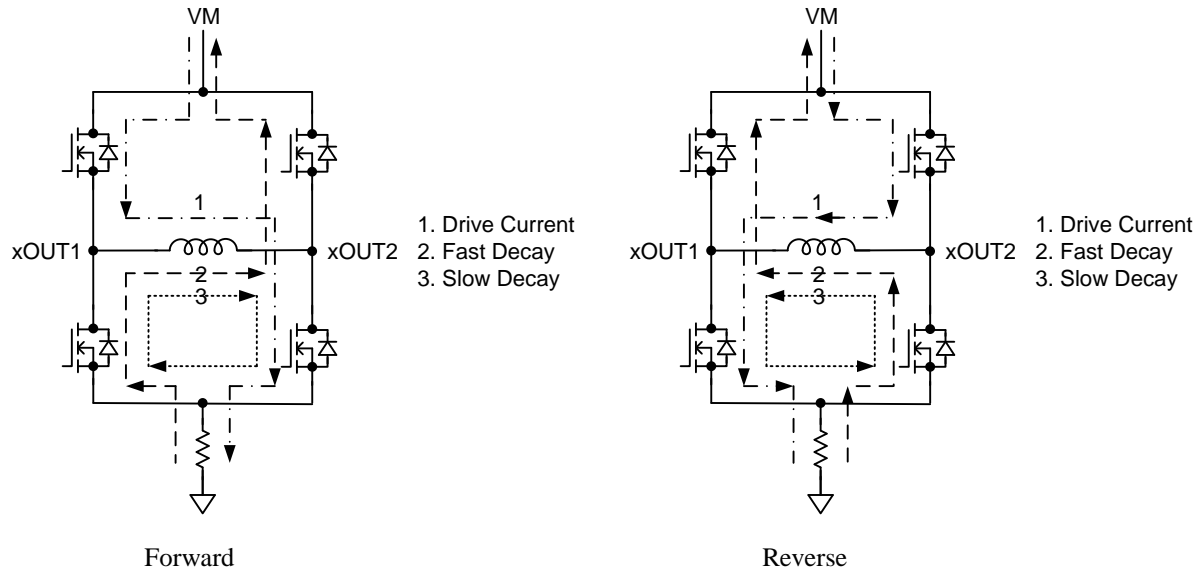 VM
1
xOUT1
xOUT2
2
3
1. Drive Current
2. Fast Decay
3. Slow Decay
Forward
VM
1
xOUT1
xOUT2
2
3
1. Drive Current
2. Fast Decay
3. Slow Decay
Reverse